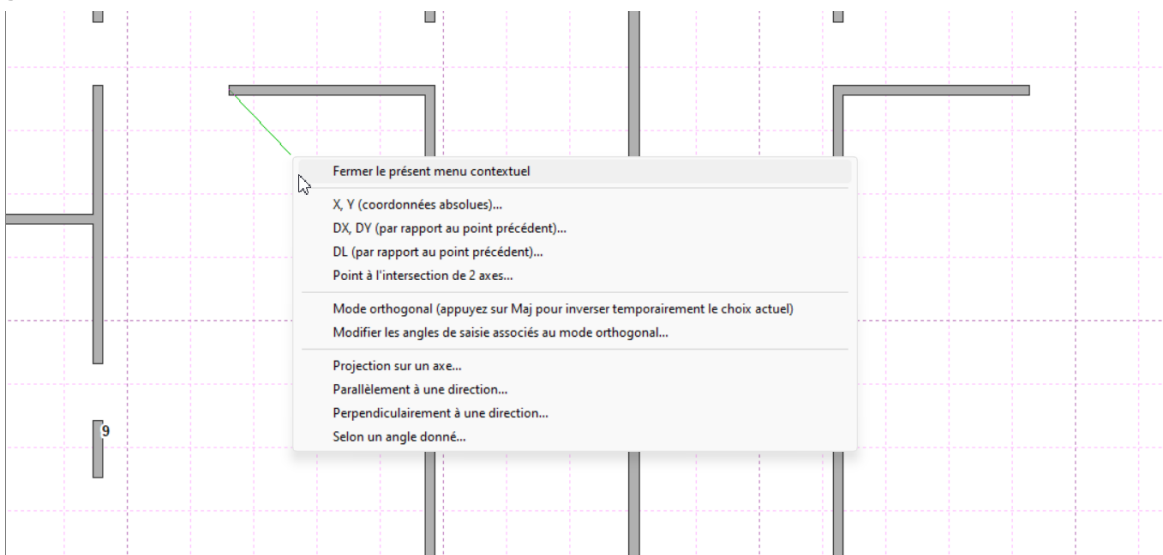 Fermer le présent menu contextuel
X, Y (coordonnées absolues)...
DX, DY (par rapport au point précédent)...
DL (par rapport au point précédent)...
Point à l'intersection de 2 axes...
Mode orthogonal (appuyez sur Maj pour inverser temporairement le choix actuel)
Modifier les angles de saisie associés au mode orthogonal...
Projection sur un axe...
Parallèlement à une direction...
Perpendiculairement à une direction...
9
Selon un angle donné...